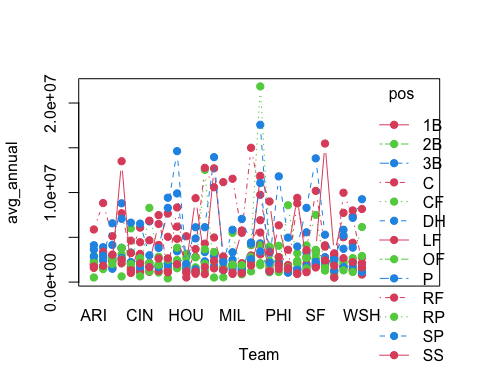 pos
2.0e+07
1.0e+07
0.0e+00
avg_annual
1B
2B
3B
C
CF
DH
LF
OF
P
RF
RP
SP
SS
ARI CIN HOU MIL PHI SF WSH
Team